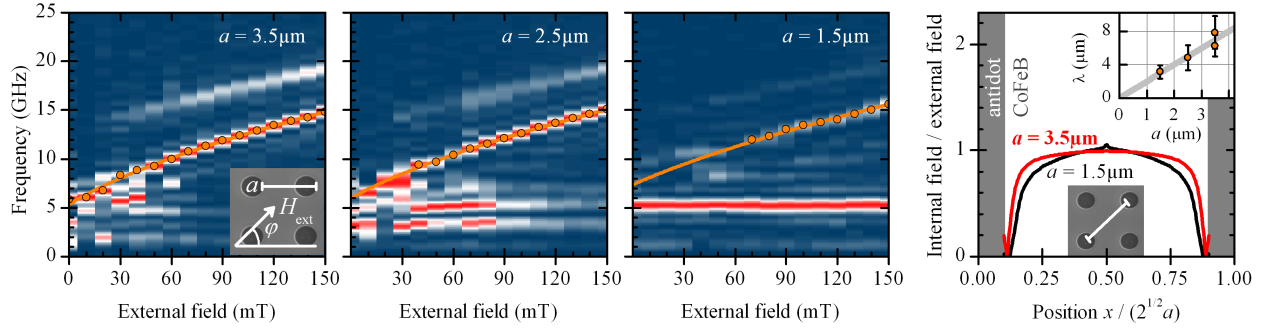 Frequency (GHz)
25
20
15
10
5
0
a = 3.5μm
a
H ext
φ
0 30 60 90 120 150
External field (mT)
a = 2.5μm
0 30 60 90 120 150
External field (mT)
a = 1.5μm
0 30 60 90 120 150
External field (mT)
Internal field / external field
2
1
0
antidot
CoFeB
λ (μm)
8
4
0
0 1 2 3
a (μm)
a = 3.5μm
a = 1.5μm
0 0.25 0.50 0.75 1.00
Position x / (2^1/2 a)